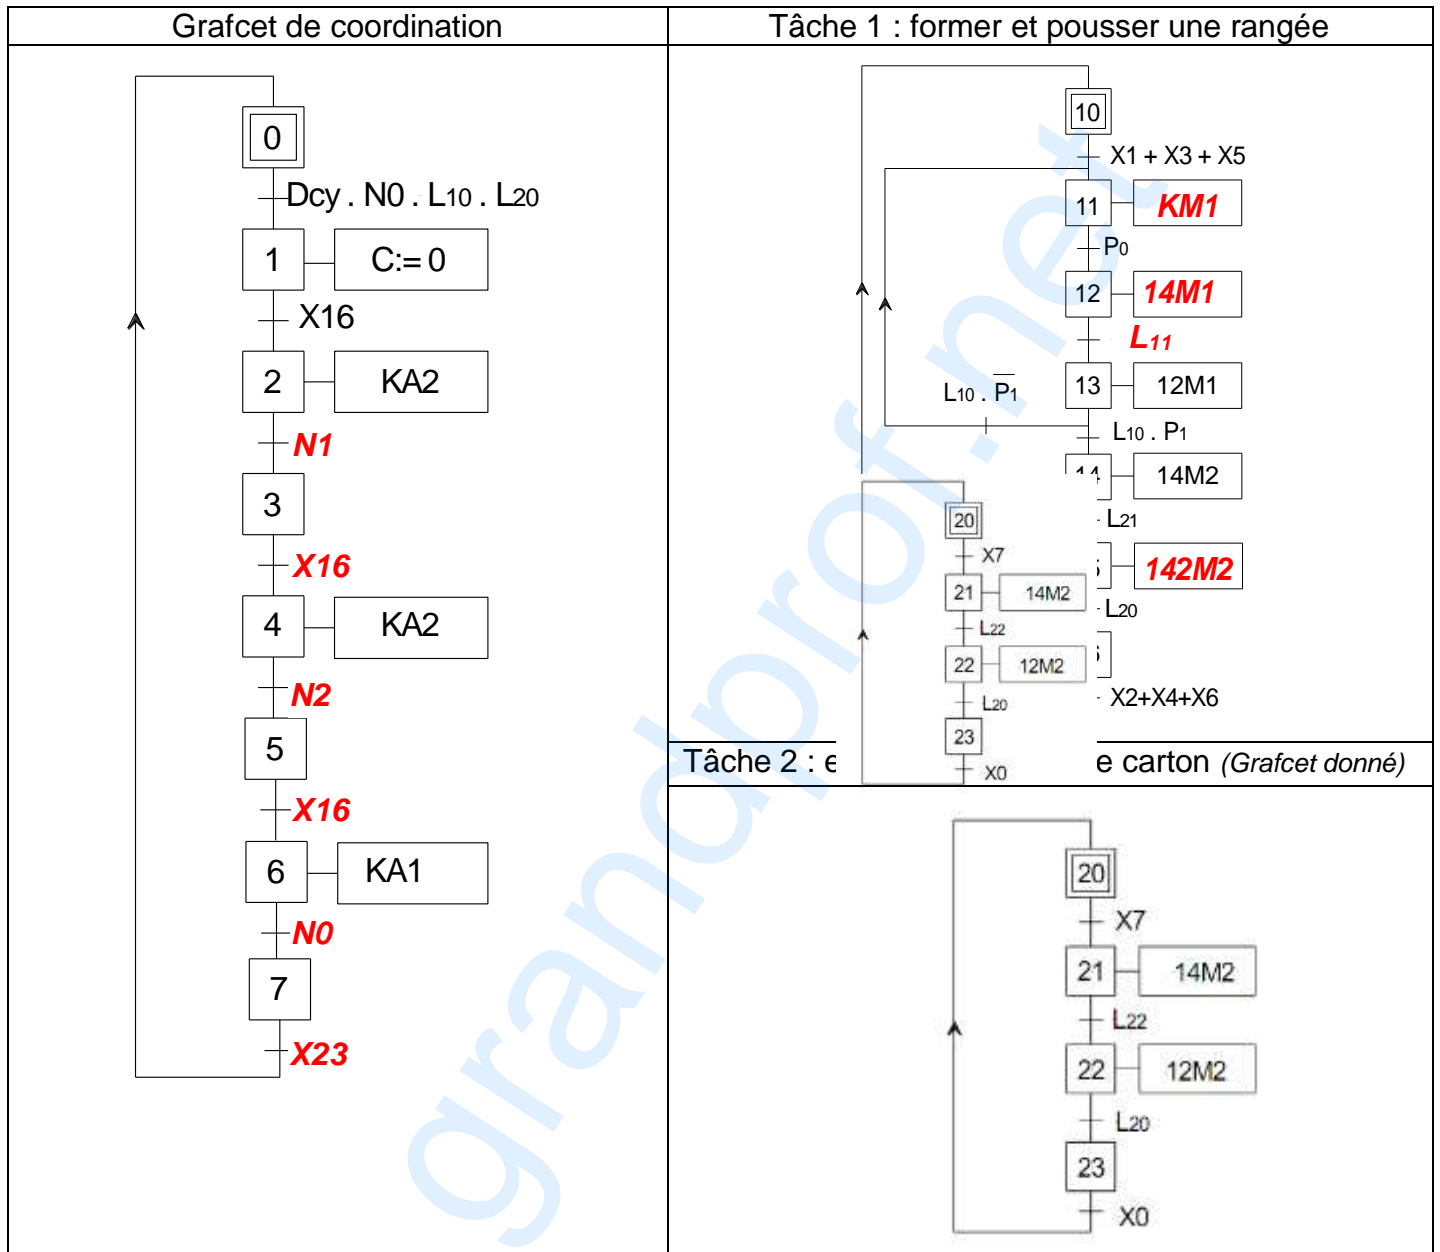 Grafcet de coordination
0
Dcy . N0 . L10 . L20
1
C:= 0
X16
2
KA2
N1
3
X16
4
KA2
N2
5
X16
6
KA1
N0
7
X23
Tâche 1 : former et pousser une rangée
10
X1 + X3 + X5
11
KM1
P0
12
14M1
L11
13
12M1
L10 . P̅1̅
L10 . P1
14
14M2
L21
142M2
L20
X2+X4+X6
20
X7
21
14M2
L22
22
12M2
L20
23
X0
Tâche 2 : e
e carton (Grafcet donné)
20
X7
21
14M2
L22
22
12M2
L20
23
X0
grandprof.net